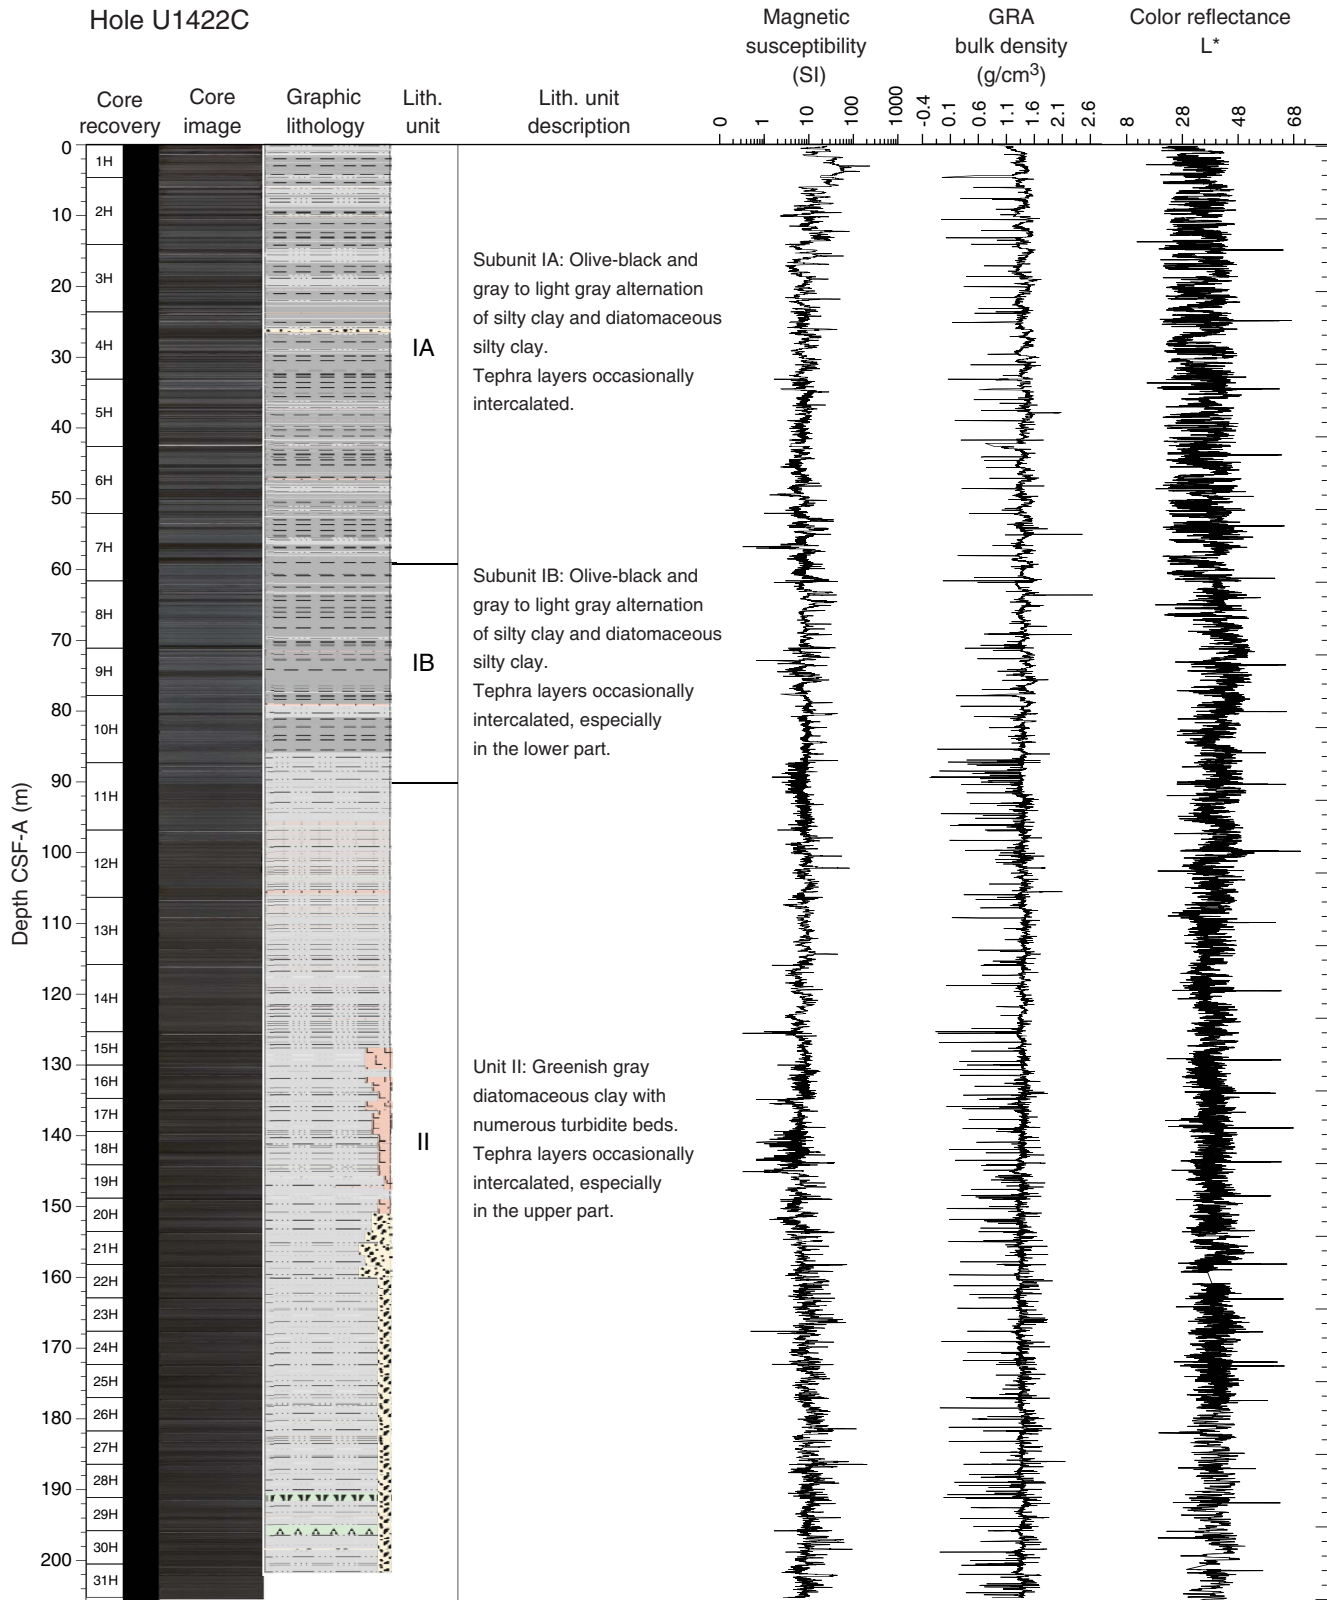 Hole U1422C
Magnetic
susceptibility
(SI)
GRA
bulk density
(g/cm³)
Color reflectance
L*
Core
recovery
Core
image
Graphic
lithology
Lith.
unit
Lith. unit
description
0 1 10 100 1000
-0.4 0.1 0.6 1.1 1.6 2.1 2.6
8 28 48 68
Depth CSF-A (m)
0
10
20
30
40
50
60
70
80
90
100
110
120
130
140
150
160
170
180
190
200
1H
2H
3H
4H
5H
6H
7H
8H
9H
10H
11H
12H
13H
14H
15H
16H
17H
18H
19H
20H
21H
22H
23H
24H
25H
26H
27H
28H
29H
30H
31H
IA
IB
II
Subunit IA: Olive-black and
gray to light gray alternation
of silty clay and diatomaceous
silty clay.
Tephra layers occasionally
intercalated.
Subunit IB: Olive-black and
gray to light gray alternation
of silty clay and diatomaceous
silty clay.
Tephra layers occasionally
intercalated, especially
in the lower part.
Unit II: Greenish gray
diatomaceous clay with
numerous turbidite beds.
Tephra layers occasionally
intercalated, especially
in the upper part.